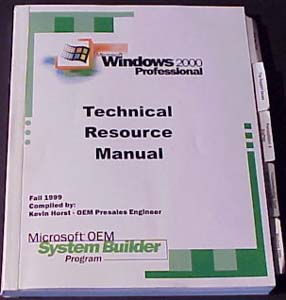 Microsoft
Windows 2000
Professional
Technical
Resource
Manual
Fall 1999
Compiled by:
Kevin Horst - OEM Presales Engineer
Microsoft OEM
System Builder
Program